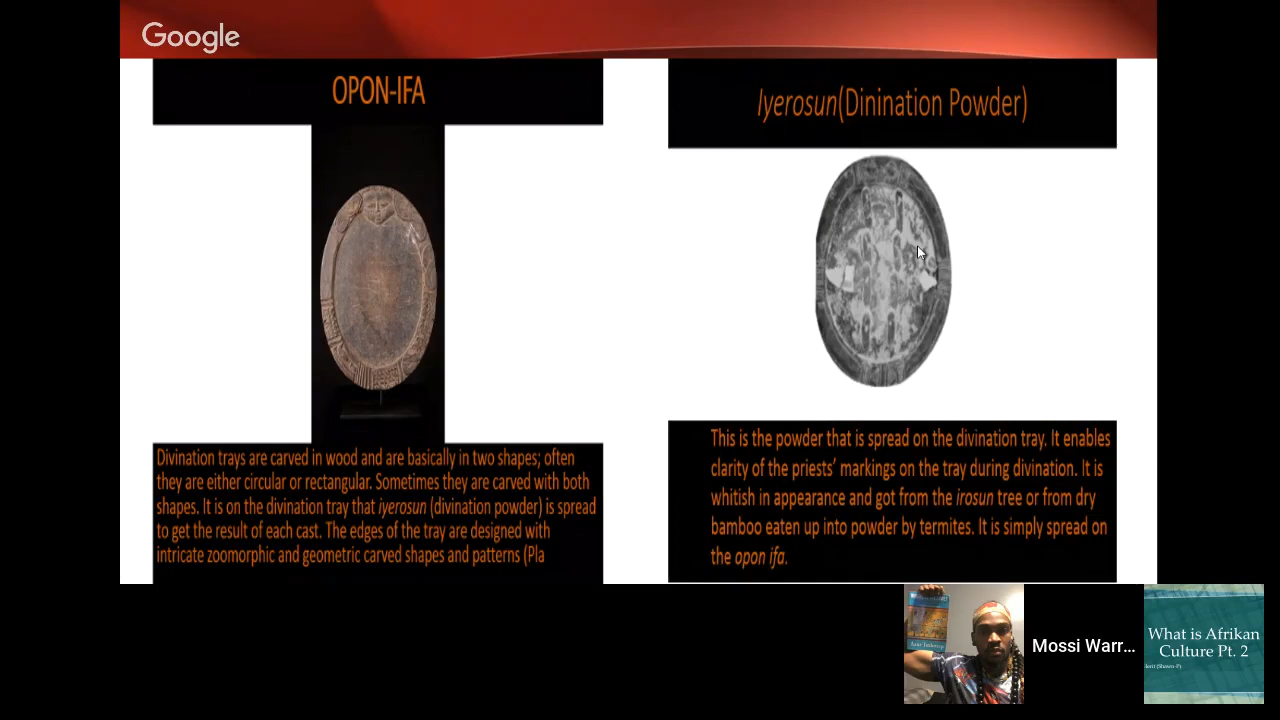 Google
OPON-IFA
Divination trays are carved in wood and are basically in two shapes; often
they are either circular or rectangular. Sometimes they are carved with both
shapes. It is on the divination tray that iyerosun (divination powder) is spread
to get the result of each cast. The edges of the tray are designed with
intricate zoomorphic and geometric carved shapes and patterns (Pla
Iyerosun(Dinination Powder)
This is the powder that is spread on the divination tray. It enables
clarity of the priests’ markings on the tray during divination. It is
whitish in appearance and got from the irosun tree or from dry
bamboo eaten up into powder by termites. It is simply spread on
the opon ifa.
Mossi Warr...
What is Afrikan
Culture Pt. 2